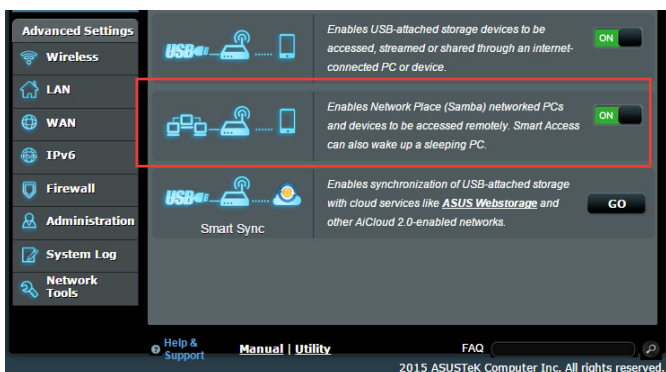 Advanced Settings
Wireless
LAN
WAN
IPv6
Firewall
Administration
System Log
Network
Tools
USB
Enables USB-attached storage devices to be
accessed, streamed or shared through an internet-
connected PC or device.
ON
Enables Network Place (Samba) networked PCs
and devices to be accessed remotely. Smart Access
can also wake up a sleeping PC.
ON
USB
Smart Sync
Enables synchronization of USB-attached storage
with cloud services like ASUS Webstorage and
other AiCloud 2.0-enabled networks.
GO
Help &
Support
Manual | Utility
FAQ
2015 ASUSTeK Computer Inc. All rights reserved.